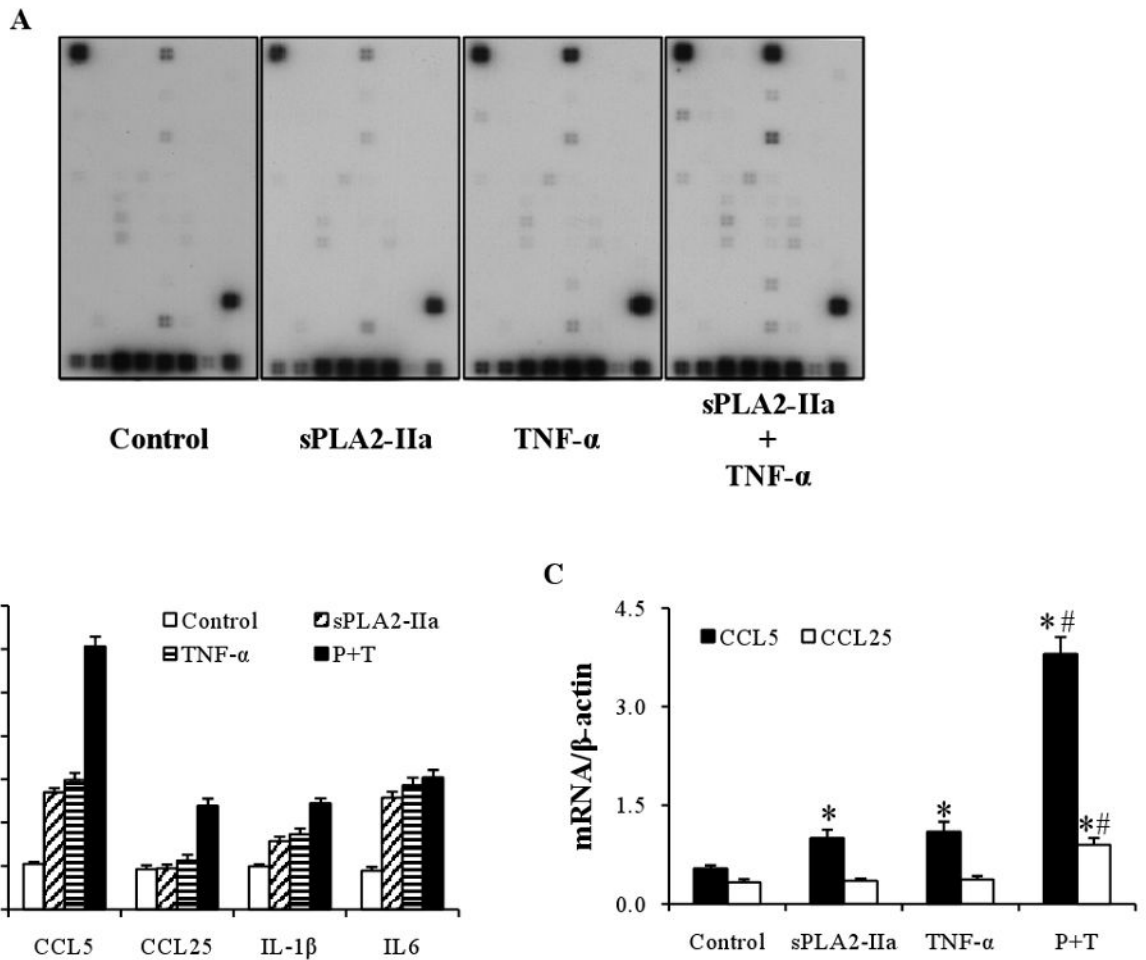 A
Control
sPLA2-IIa
TNF-α
sPLA2-IIa
+
TNF-α
Control
sPLA2-IIa
TNF-α
P+T
CCL5
CCL25
IL-1β
IL6
C
mRNA/β-actin
4.5
3.0
1.5
0.0
CCL5
CCL25
*
*
*#
*#
Control
sPLA2-IIa
TNF-α
P+T